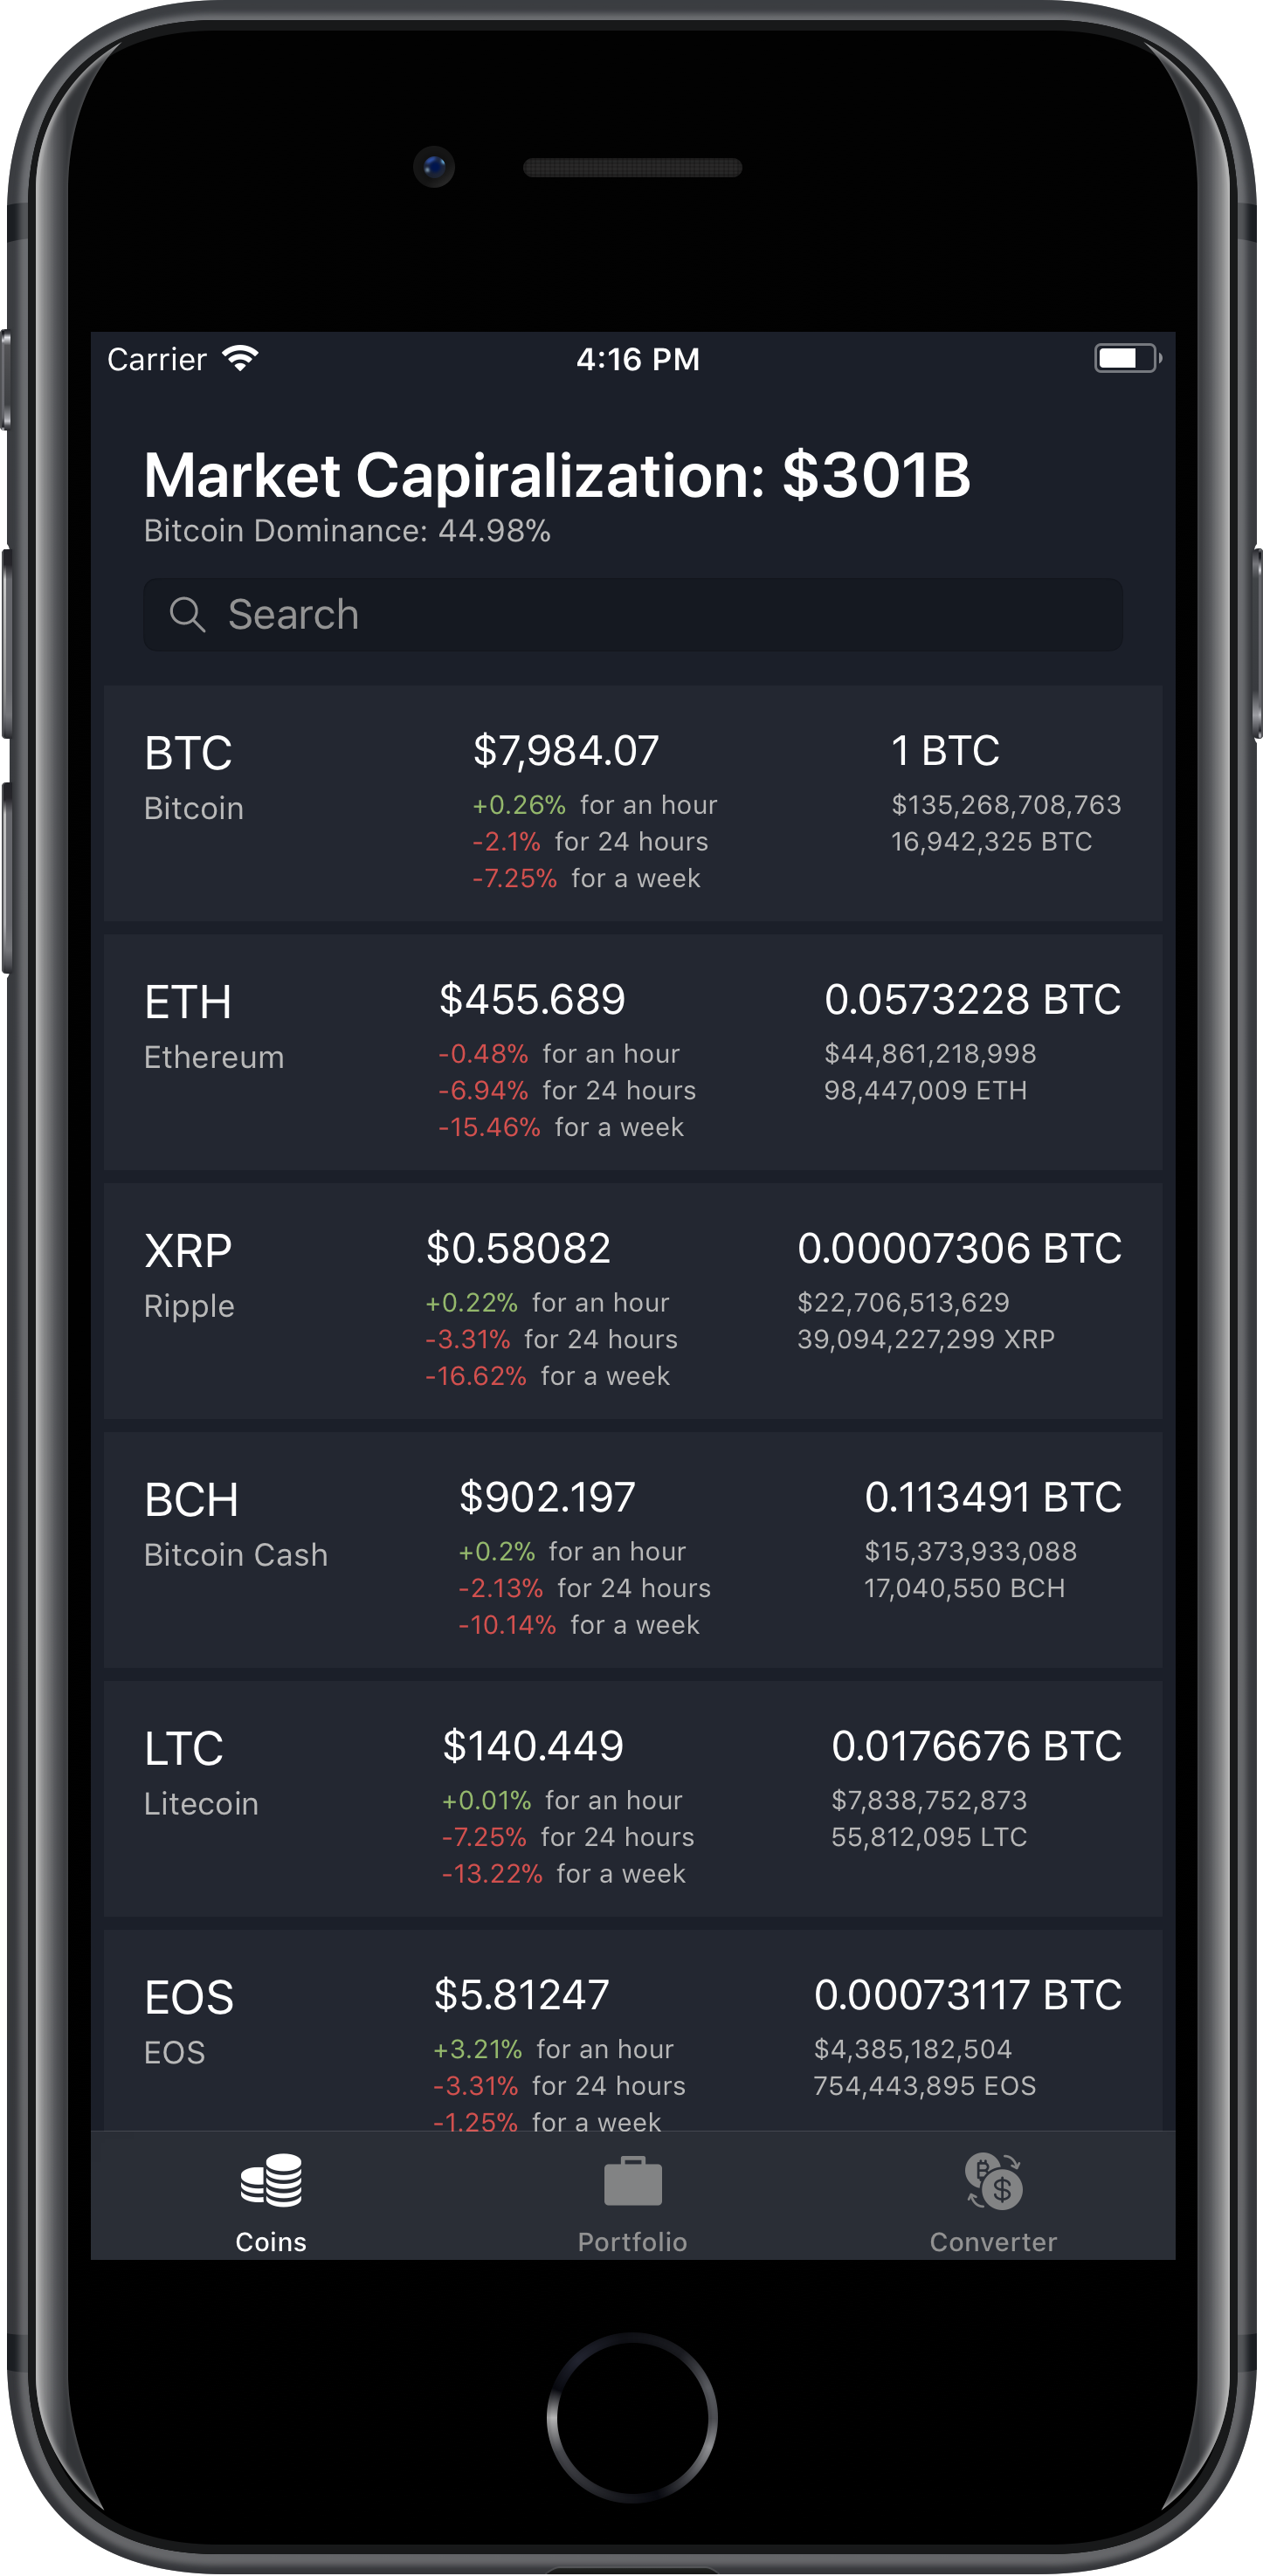 Carrier 4:16 PM
Market Capiralization: $301B
Bitcoin Dominance: 44.98%
Search
BTC $7,984.07 1 BTC
Bitcoin +0.26% for an hour $135,268,708,763
-2.1% for 24 hours 16,942,325 BTC
-7.25% for a week
ETH $455.689 0.0573228 BTC
Ethereum -0.48% for an hour $44,861,218,998
-6.94% for 24 hours 98,447,009 ETH
-15.46% for a week
XRP $0.58082 0.00007306 BTC
Ripple +0.22% for an hour $22,706,513,629
-3.31% for 24 hours 39,094,227,299 XRP
-16.62% for a week
BCH $902.197 0.113491 BTC
Bitcoin Cash +0.2% for an hour $15,373,933,088
-2.13% for 24 hours 17,040,550 BCH
-10.14% for a week
LTC $140.449 0.0176676 BTC
Litecoin +0.01% for an hour $7,838,752,873
-7.25% for 24 hours 55,812,095 LTC
-13.22% for a week
EOS $5.81247 0.00073117 BTC
EOS +3.21% for an hour $4,385,182,504
-3.31% for 24 hours 754,443,895 EOS
-1.25% for a week
Coins Portfolio Converter